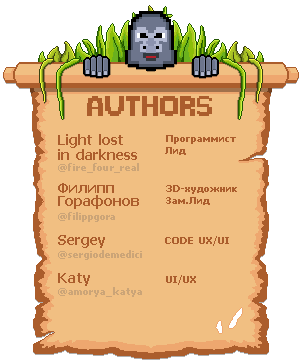 AUTHORS
Light lost
in darkness
@fire_four_real
Программист
Лид
ФИЛИПП
Горафонов
@filippgora
3D-художник
Зам.Лид
Sergey
@sergiodemedici
CODE UX/UI
Katy
@amorya_katya
UI/UX